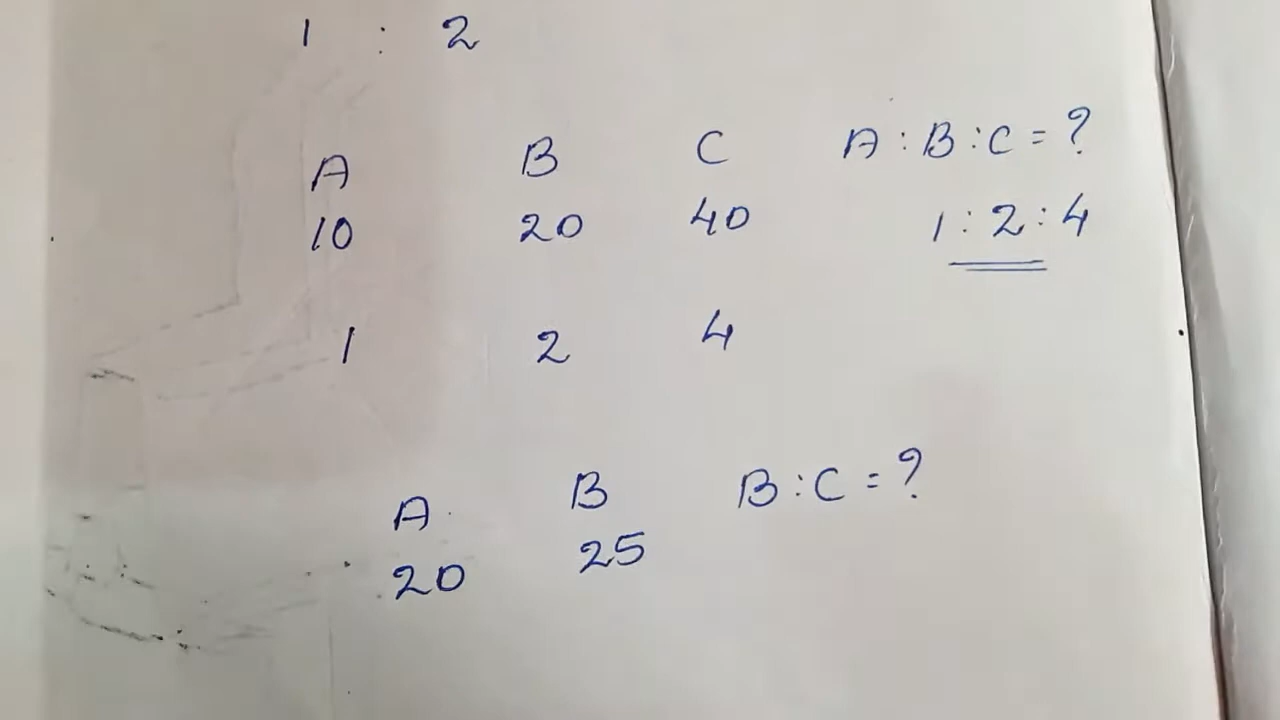 1 : 2
A B C A : B : C = ?
10 20 40 1 : 2 : 4
1 2 4
A B B : C = ?
20 25